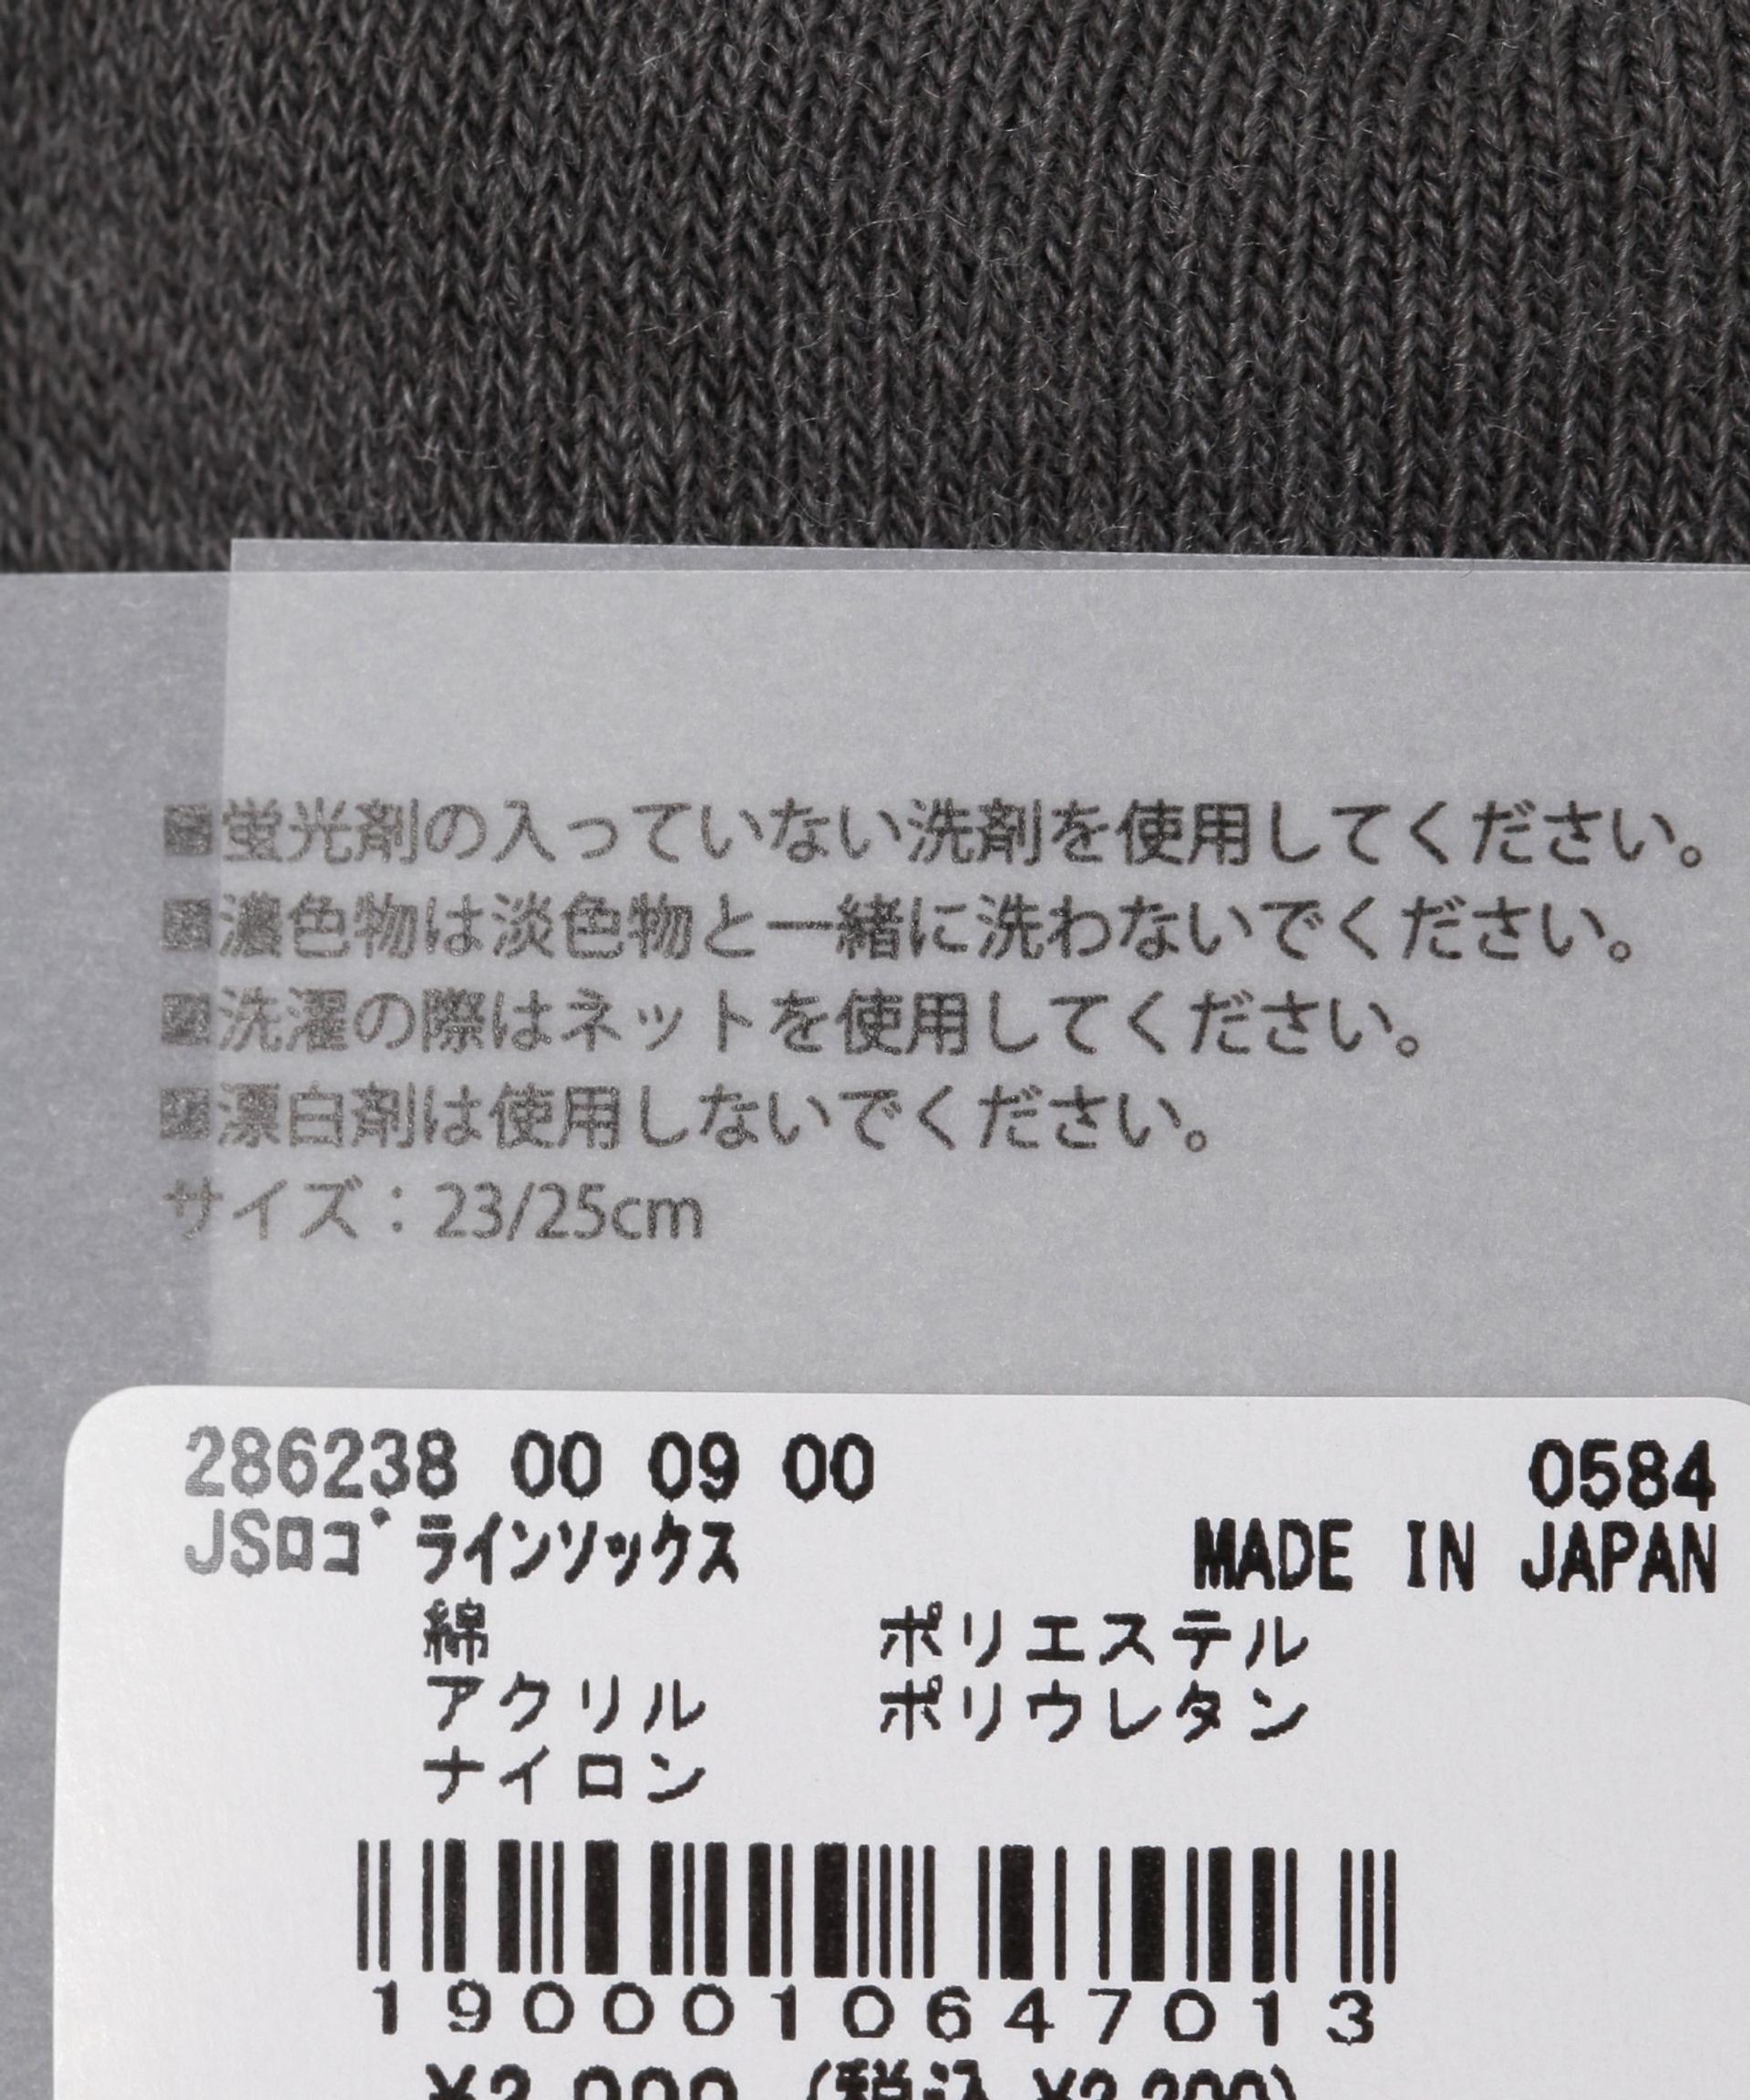 ■蛍光剤の入っていない洗剤を使用してください。
■濃色物は淡色物と一緒に洗わないでください。
■洗濯の際はネットを使用してください。
■漂白剤は使用しないでください。
サイズ：23/25cm
286238 00 09 00 0584
JSロゴラインソックス MADE IN JAPAN
綿 ポリエステル
アクリル ポリウレタン
ナイロン
1900010647013
¥2,000 (税込 ¥2,200)